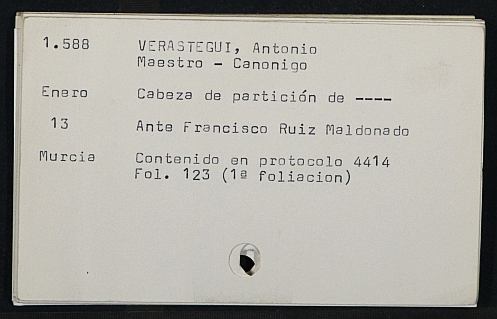 1.588 VERASTEGUI, Antonio
Maestro - Canonigo
Enero Cabeza de partición de ----
13 Ante Francisco Ruiz Maldonado
Murcia Contenido en protocolo 4414
Fol. 123 (1ª foliacion)